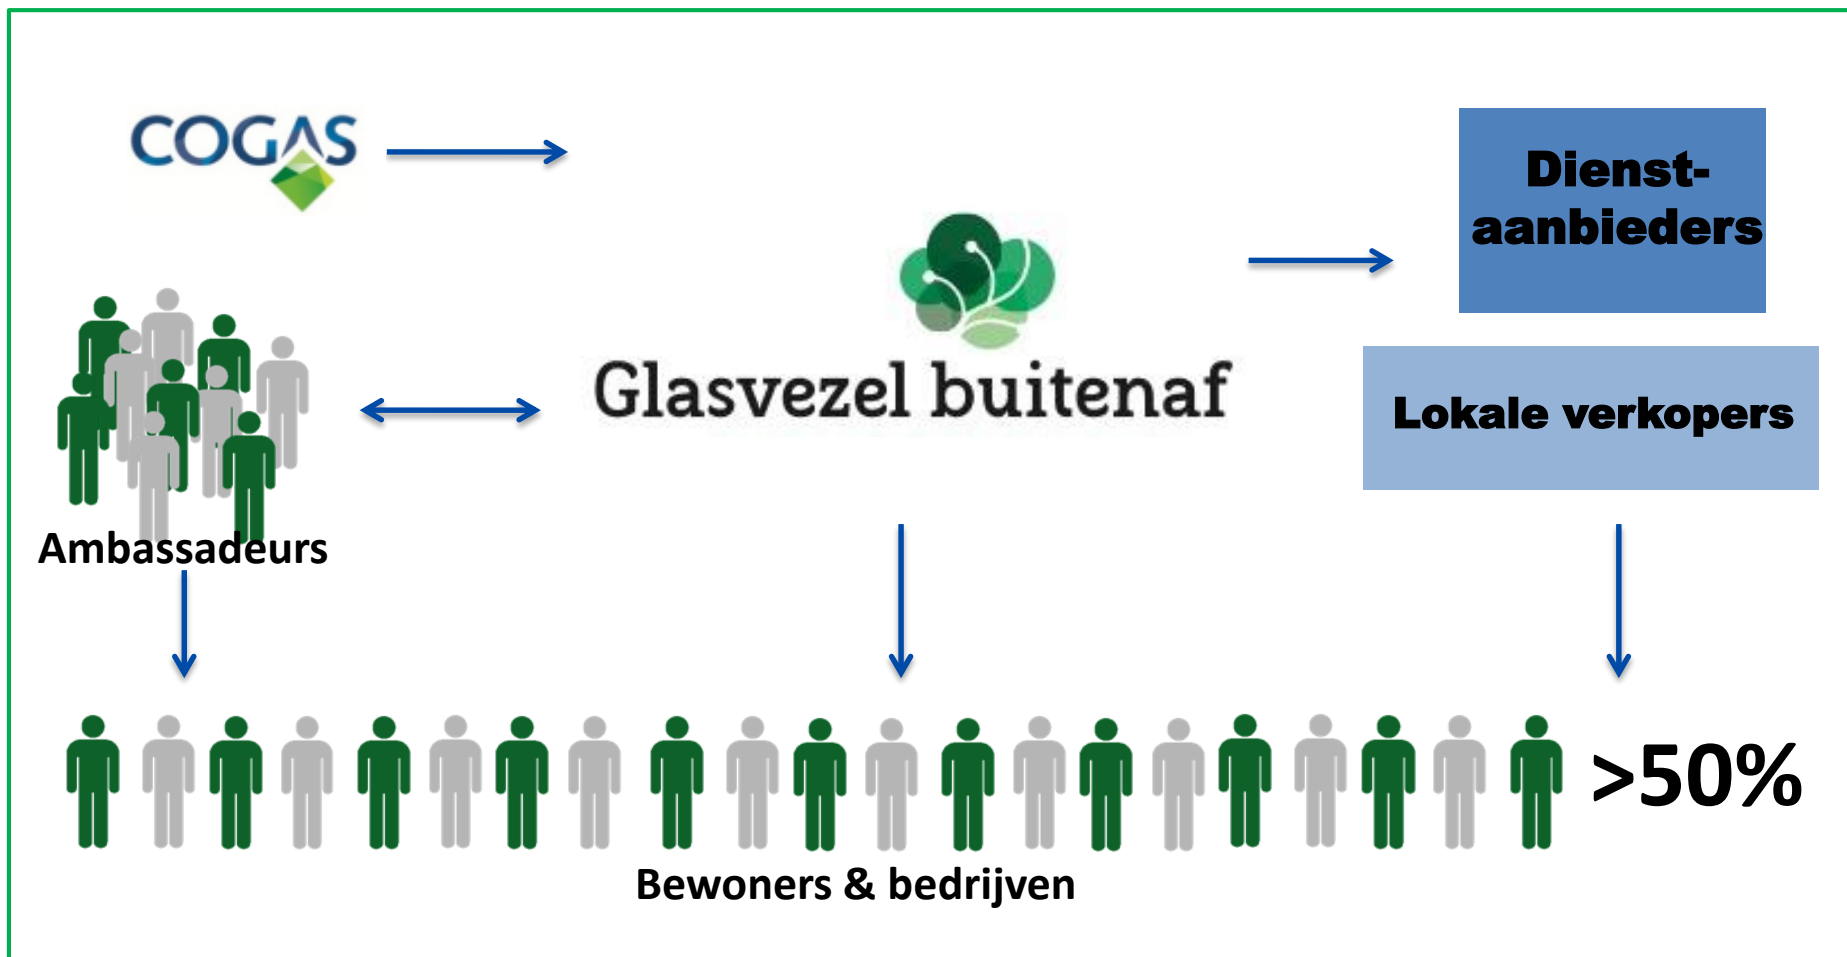 COGAS
Dienst-
aanbieders
Glasvezel buitenaf
Lokale verkopers
Ambassadeurs
>50%
Bewoners & bedrijven